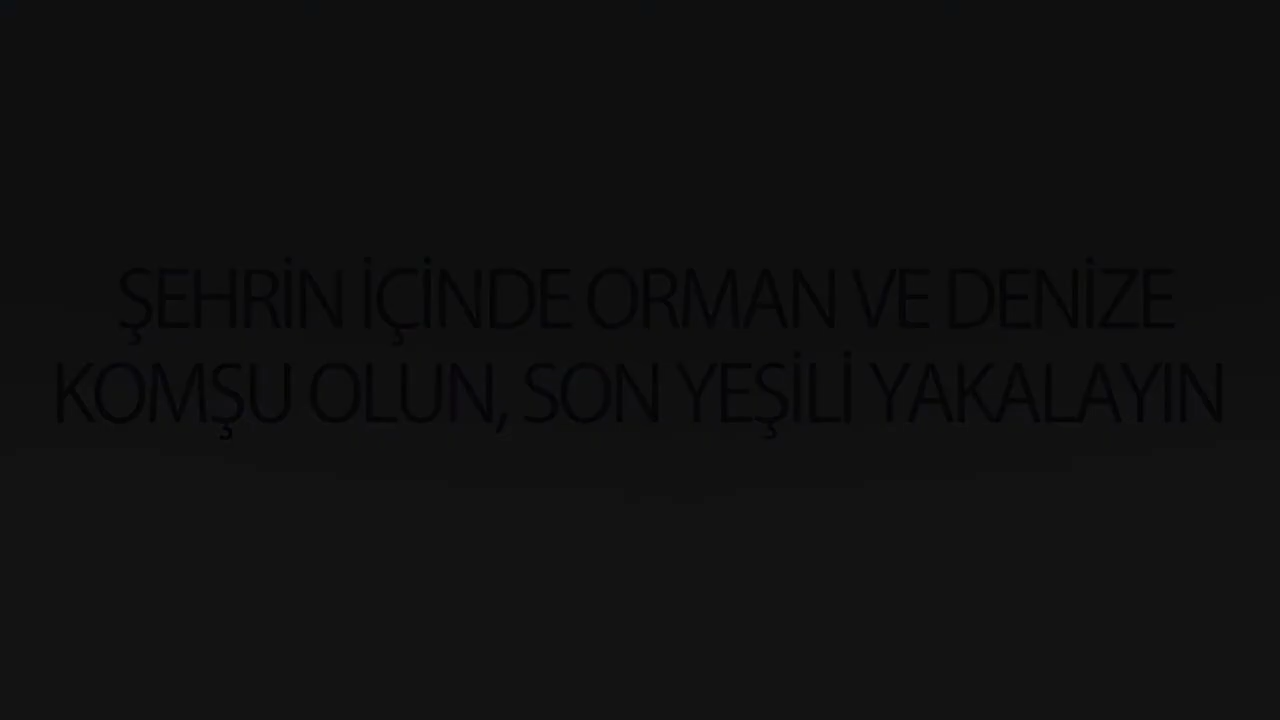 ŞEHRİN İÇİNDE ORMAN VE DENİZE
KOMŞU OLUN, SON YEŞİLİ YAKALAYIN